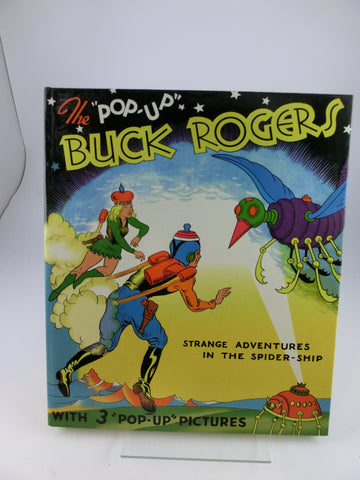 The "POP-UP"
BUCK ROGERS
STRANGE ADVENTURES
IN THE SPIDER-SHIP
WITH 3 "POP-UP" PICTURES